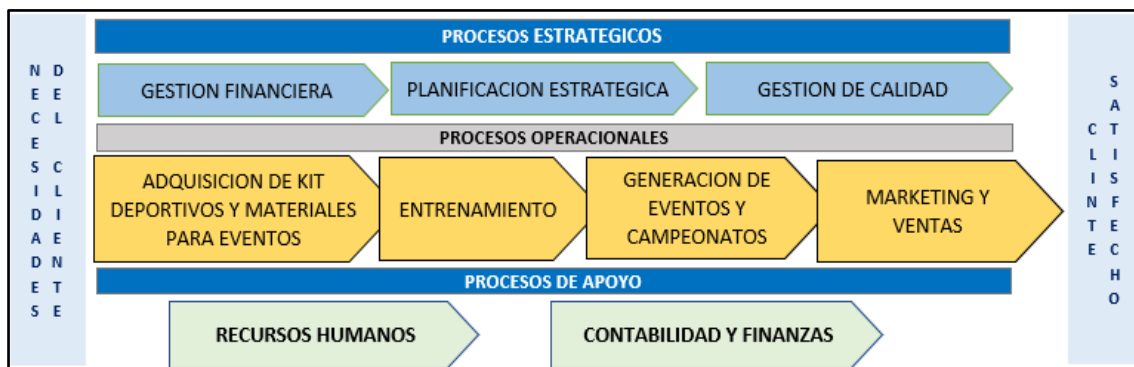 NECESIDADES
DEL CLIENTE
PROCESOS ESTRATEGICOS
GESTION FINANCIERA
PLANIFICACION ESTRATEGICA
GESTION DE CALIDAD
PROCESOS OPERACIONALES
ADQUISICION DE KIT
DEPORTIVOS Y MATERIALES
PARA EVENTOS
ENTRENAMIENTO
GENERACION DE
EVENTOS Y
CAMPEONATOS
MARKETING Y
VENTAS
PROCESOS DE APOYO
RECURSOS HUMANOS
CONTABILIDAD Y FINANZAS
CLINTE
SATISFECHO